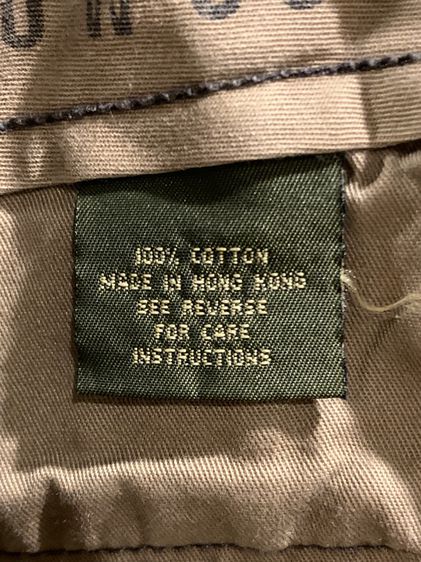 100% COTTON
MADE IN HONG KONG
SEE REVERSE
FOR CARE
INSTRUCTIONS